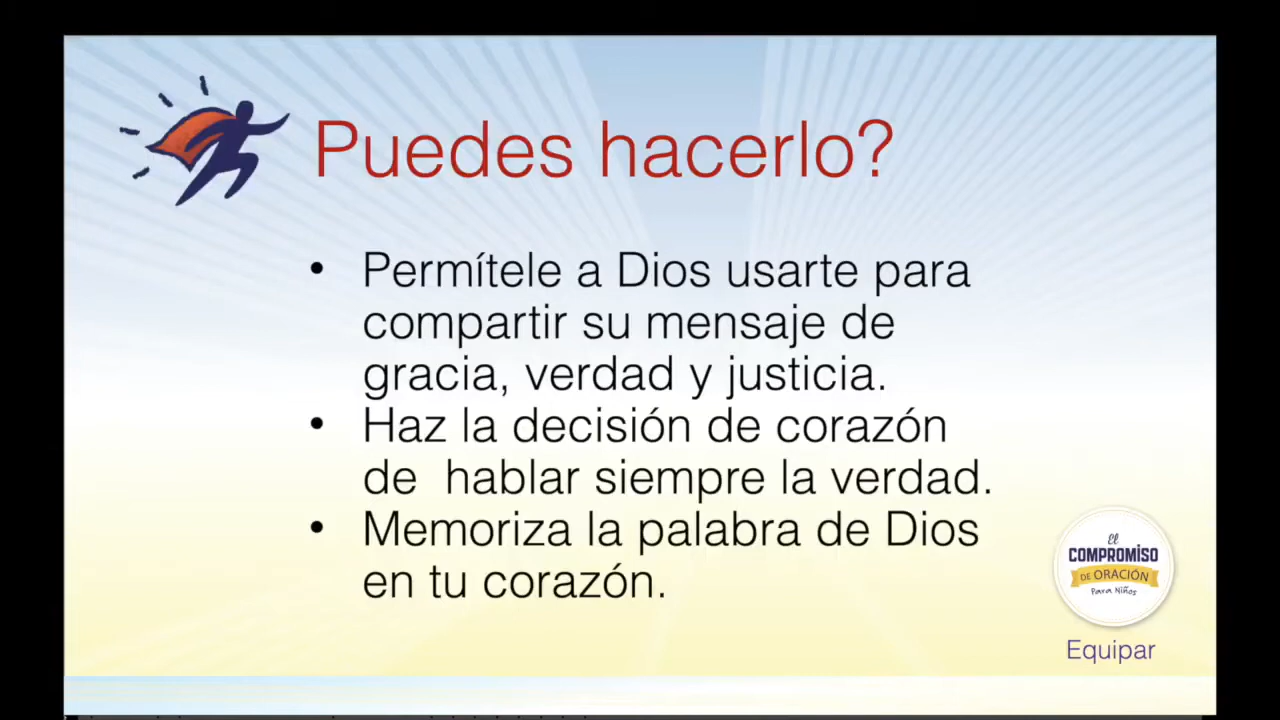 Puedes hacerlo?
• Permítele a Dios usarte para
compartir su mensaje de
gracia, verdad y justicia.
• Haz la decisión de corazón
de  hablar siempre la verdad.
• Memoriza la palabra de Dios
en tu corazón.
El
COMPROMISO
DE ORACIÓN
Para Niños
Equipar